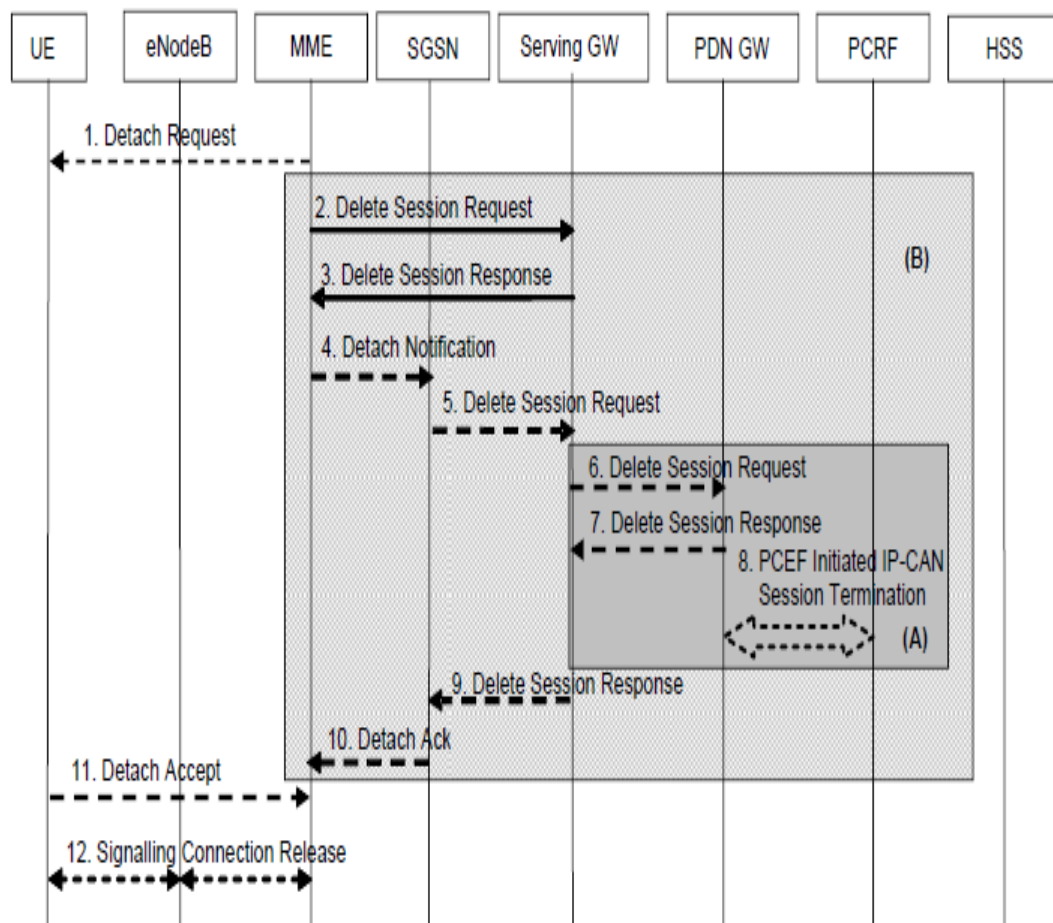 UE
eNodeB
MME
SGSN
Serving GW
PDN GW
PCRF
HSS
1. Detach Request
2. Delete Session Request
(B)
3. Delete Session Response
4. Detach Notification
5. Delete Session Request
6. Delete Session Request
7. Delete Session Response
8. PCEF Initiated IP-CAN
Session Termination
(A)
9. Delete Session Response
10. Detach Ack
11. Detach Accept
12. Signalling Connection Release